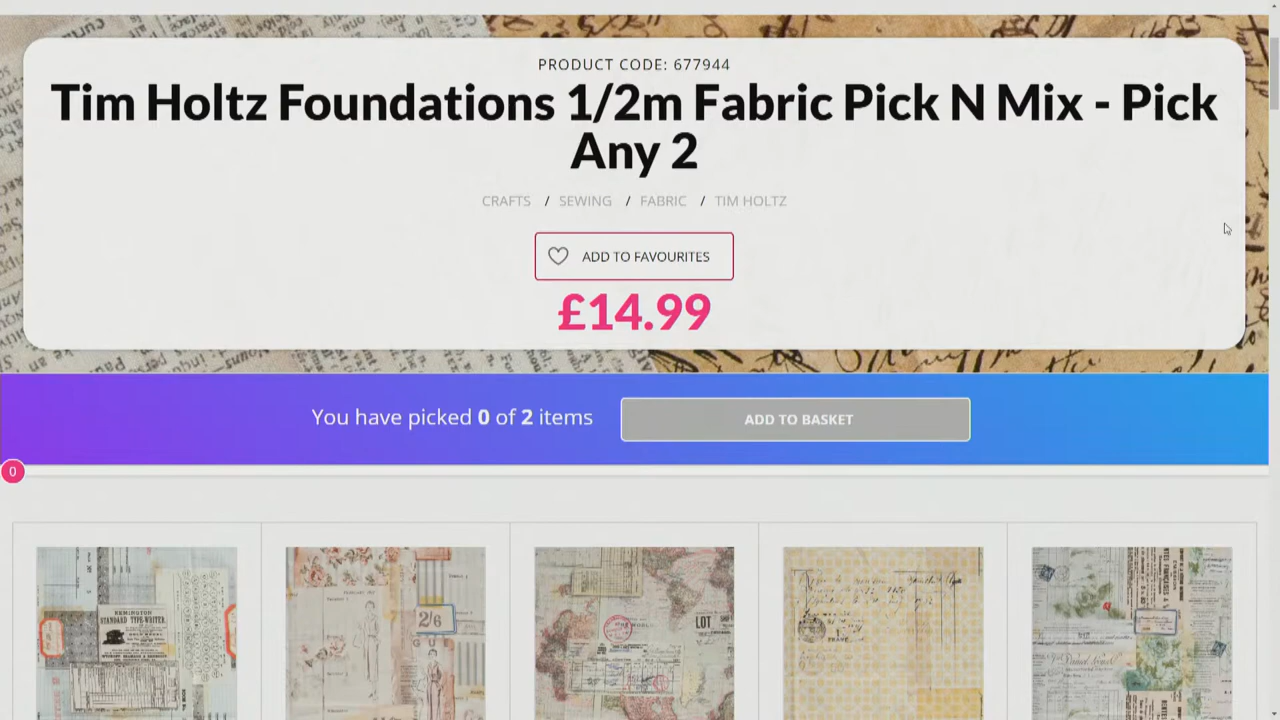 PRODUCT CODE: 677944
Tim Holtz Foundations 1/2m Fabric Pick N Mix - Pick
Any 2
CRAFTS / SEWING / FABRIC / TIM HOLTZ
ADD TO FAVOURITES
£14.99
You have picked 0 of 2 items
ADD TO BASKET
0
REMINGTON
STANDARD TYPE-WRITER.
2/6
LOT